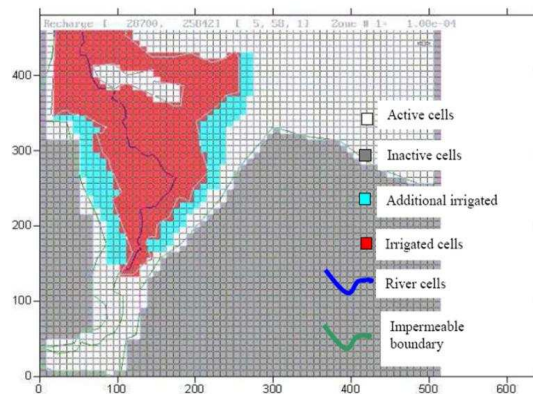 Recharge [ 28700, 258421 [ 5, 58, 1] Zone # 1- 1.00e-04
400
300
200
100
0
0 100 200 300 400 500 600
Active cells
Inactive cells
Additional irrigated
Irrigated cells
River cells
Impermeable
boundary